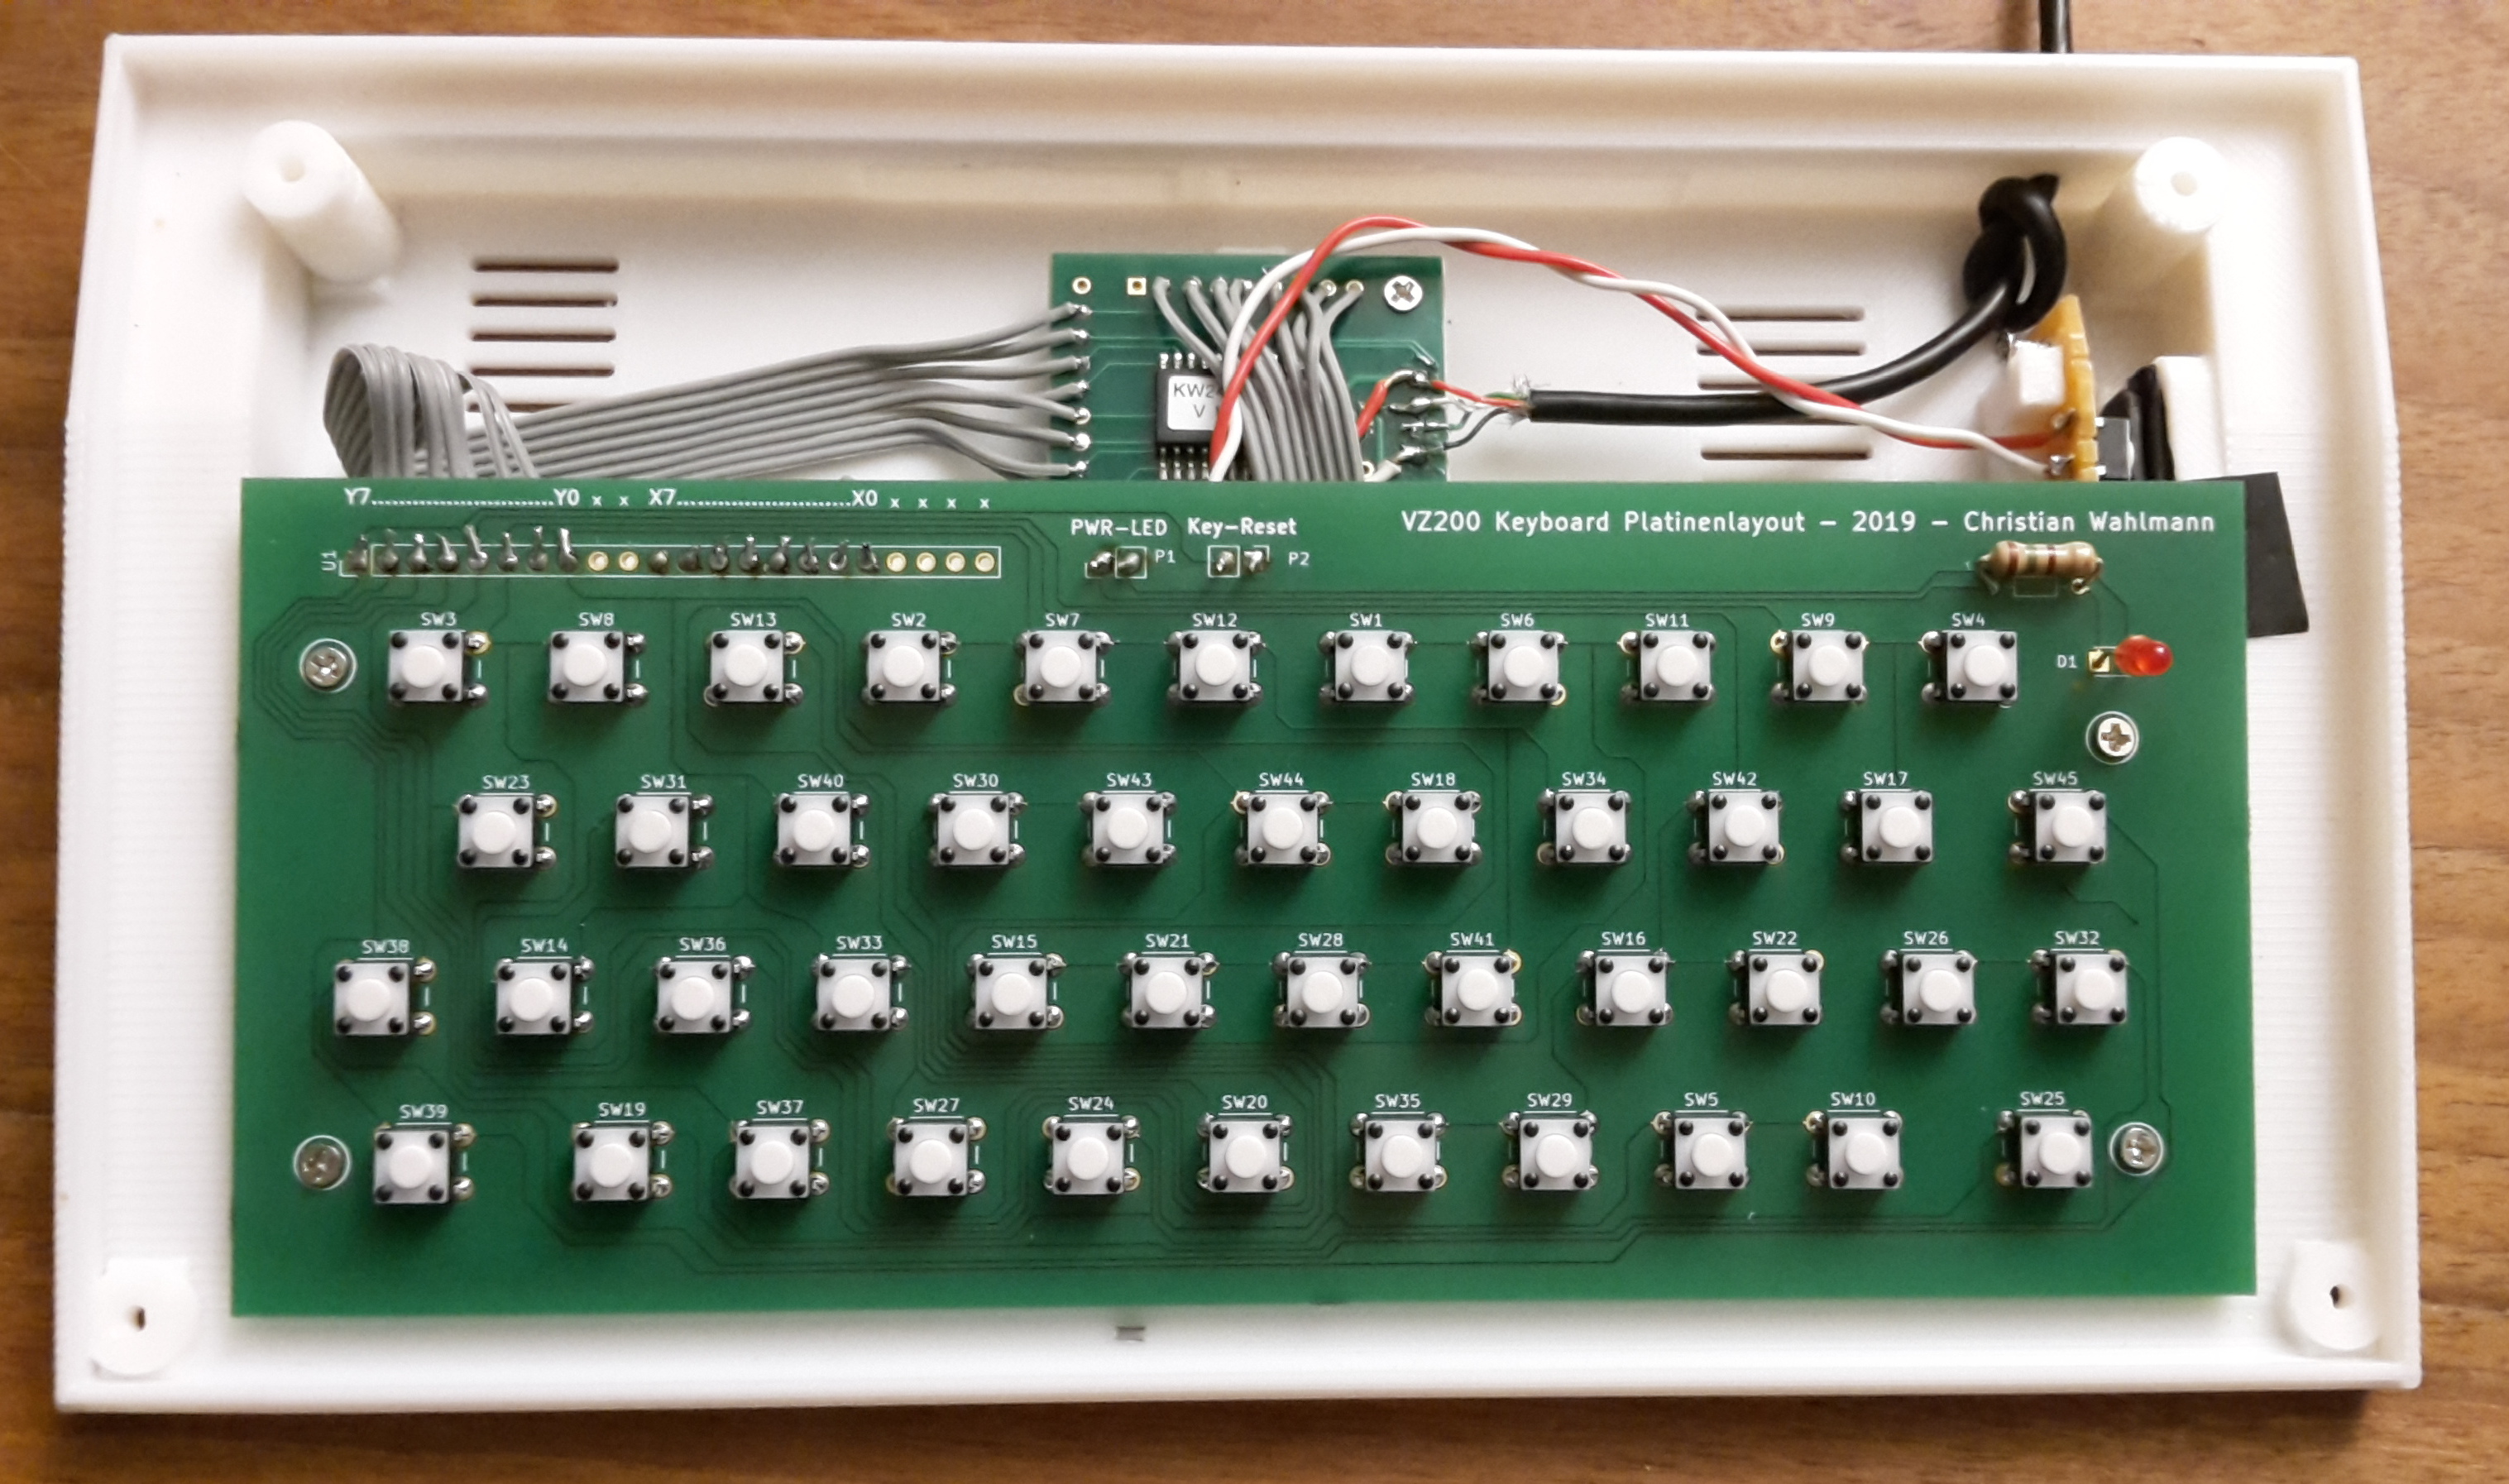 KW2
V
Y7....................Y0 x x X7....................X0 x x x x
PWR-LED Key-Reset
VZ200 Keyboard Platinenlayout - 2019 - Christian Wahlmann
U1
P1
P2
SW3 SW8 SW13 SW2 SW7 SW12 SW1 SW6 SW11 SW9 SW4
D1
SW23 SW31 SW40 SW30 SW43 SW44 SW18 SW34 SW42 SW17 SW45
SW38 SW14 SW36 SW33 SW15 SW21 SW28 SW41 SW16 SW22 SW26 SW32
SW39 SW19 SW37 SW27 SW24 SW20 SW35 SW29 SW5 SW10 SW25